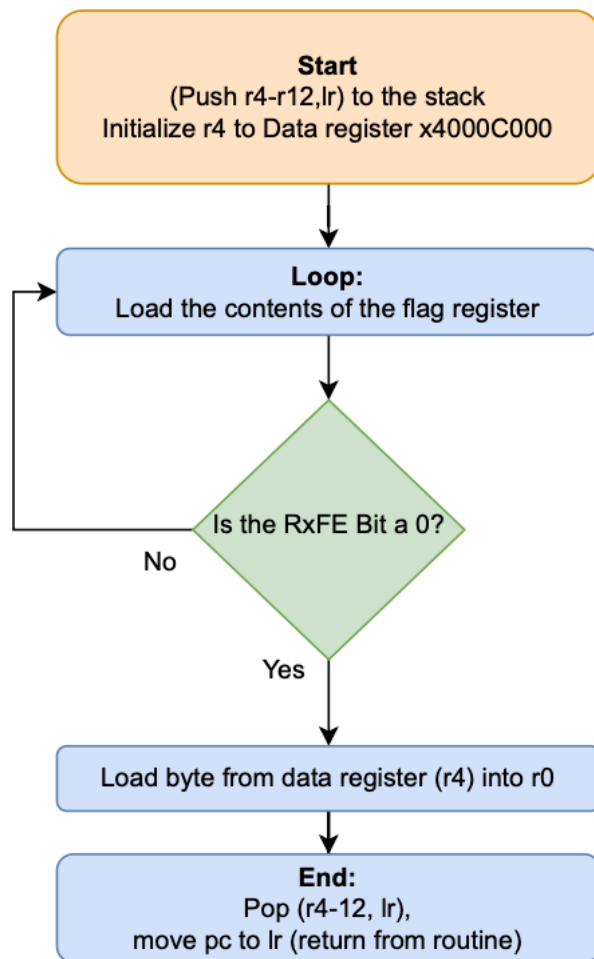 Start
(Push r4-r12,lr) to the stack
Initialize r4 to Data register x4000C000
Loop:
Load the contents of the flag register
Is the RxFE Bit a 0?
No
Yes
Load byte from data register (r4) into r0
End:
Pop (r4-12, lr),
move pc to lr (return from routine)